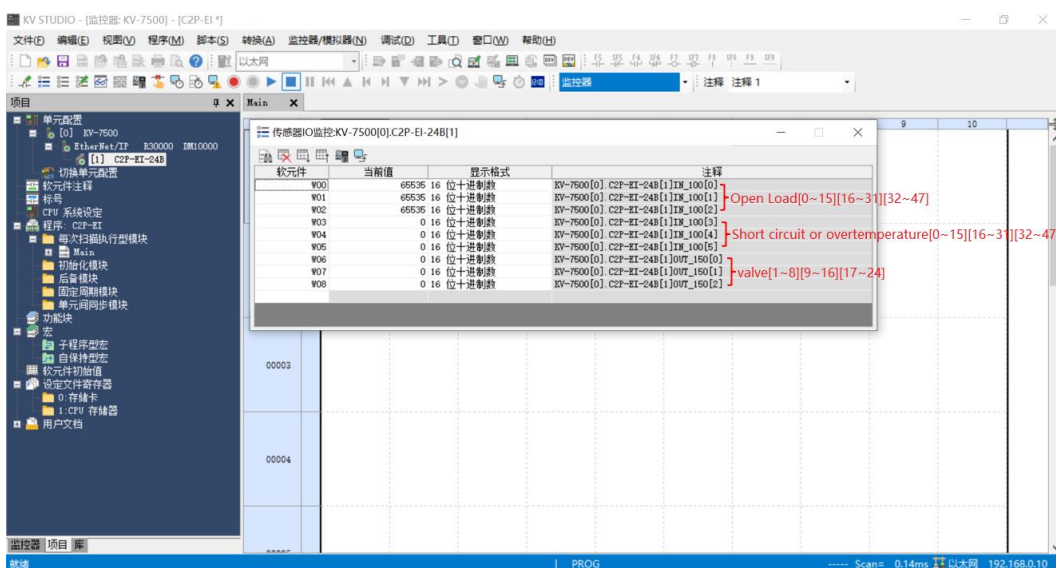 KV STUDIO - [监控器: KV-7500] - [C2P-EI *]
文件(F) 编辑(E) 视图(V) 程序(M) 脚本(S) 转换(A) 监控器/模拟器(N) 调试(D) 工具(T) 窗口(W) 帮助(H)
以太网
监控器 注释 注释 1
项目
Main
单元配置
[0] KV-7500
EtherNet/IP R30000 DM10000
[1] C2P-EI-24B
切换单元配置
软元件注释
标号
CPU 系统设定
程序: C2P-EI
每次扫描执行型模块
Main
初始化模块
后备模块
固定周期模块
单元间同步模块
功能块
宏
子程序型宏
自保持型宏
软元件初始值
设定文件寄存器
0:存储卡
1:CPU 存储器
用户文档
监控器 项目 库
9 10
传感器IO监控:KV-7500[0].C2P-EI-24B[1]
软元件 当前值 显示格式 注释
W00 65535 16 位十进制数 KV-7500[0].C2P-EI-24B[1]IN_100[0]
W01 65535 16 位十进制数 KV-7500[0].C2P-EI-24B[1]IN_100[1] Open Load[0~15][16~31][32~47]
W02 65535 16 位十进制数 KV-7500[0].C2P-EI-24B[1]IN_100[2]
W03 0 16 位十进制数 KV-7500[0].C2P-EI-24B[1]IN_100[3]
W04 0 16 位十进制数 KV-7500[0].C2P-EI-24B[1]IN_100[4] Short circuit or overtemperature[0~15][16~31][32~47
W05 0 16 位十进制数 KV-7500[0].C2P-EI-24B[1]IN_100[5]
W06 0 16 位十进制数 KV-7500[0].C2P-EI-24B[1]OUT_150[0]
W07 0 16 位十进制数 KV-7500[0].C2P-EI-24B[1]OUT_150[1] valve[1~8][9~16][17~24]
W08 0 16 位十进制数 KV-7500[0].C2P-EI-24B[1]OUT_150[2]
00003
00004
就绪 PROG ----- Scan= 0.14ms 以太网 192.168.0.10